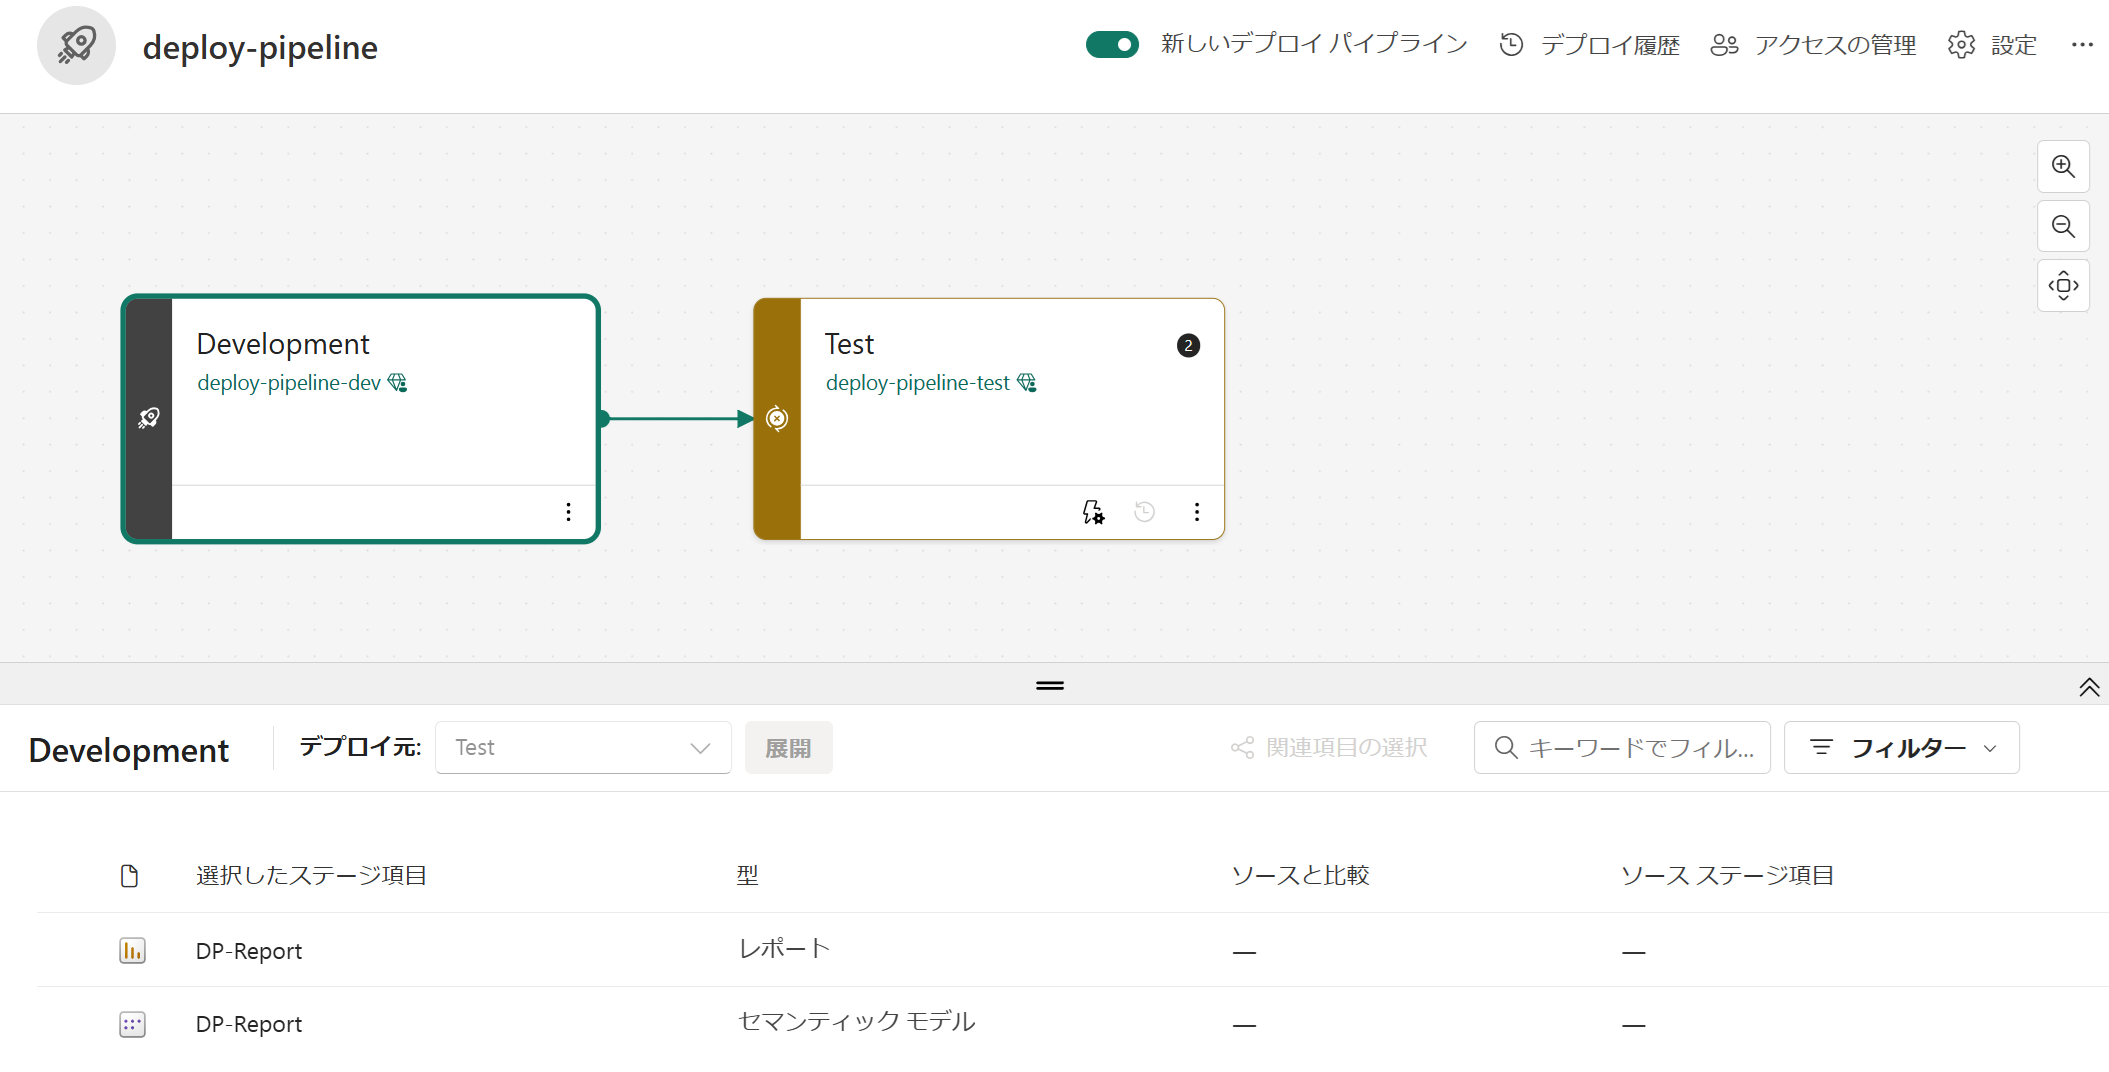 deploy-pipeline
新しいデプロイ パイプライン
デプロイ履歴
アクセスの管理
設定
Development
deploy-pipeline-dev
Test
2
deploy-pipeline-test
Development
デプロイ元:
Test
展開
関連項目の選択
キーワードでフィル...
フィルター
選択したステージ項目
型
ソースと比較
ソース ステージ項目
DP-Report
レポート
—
—
DP-Report
セマンティック モデル
—
—